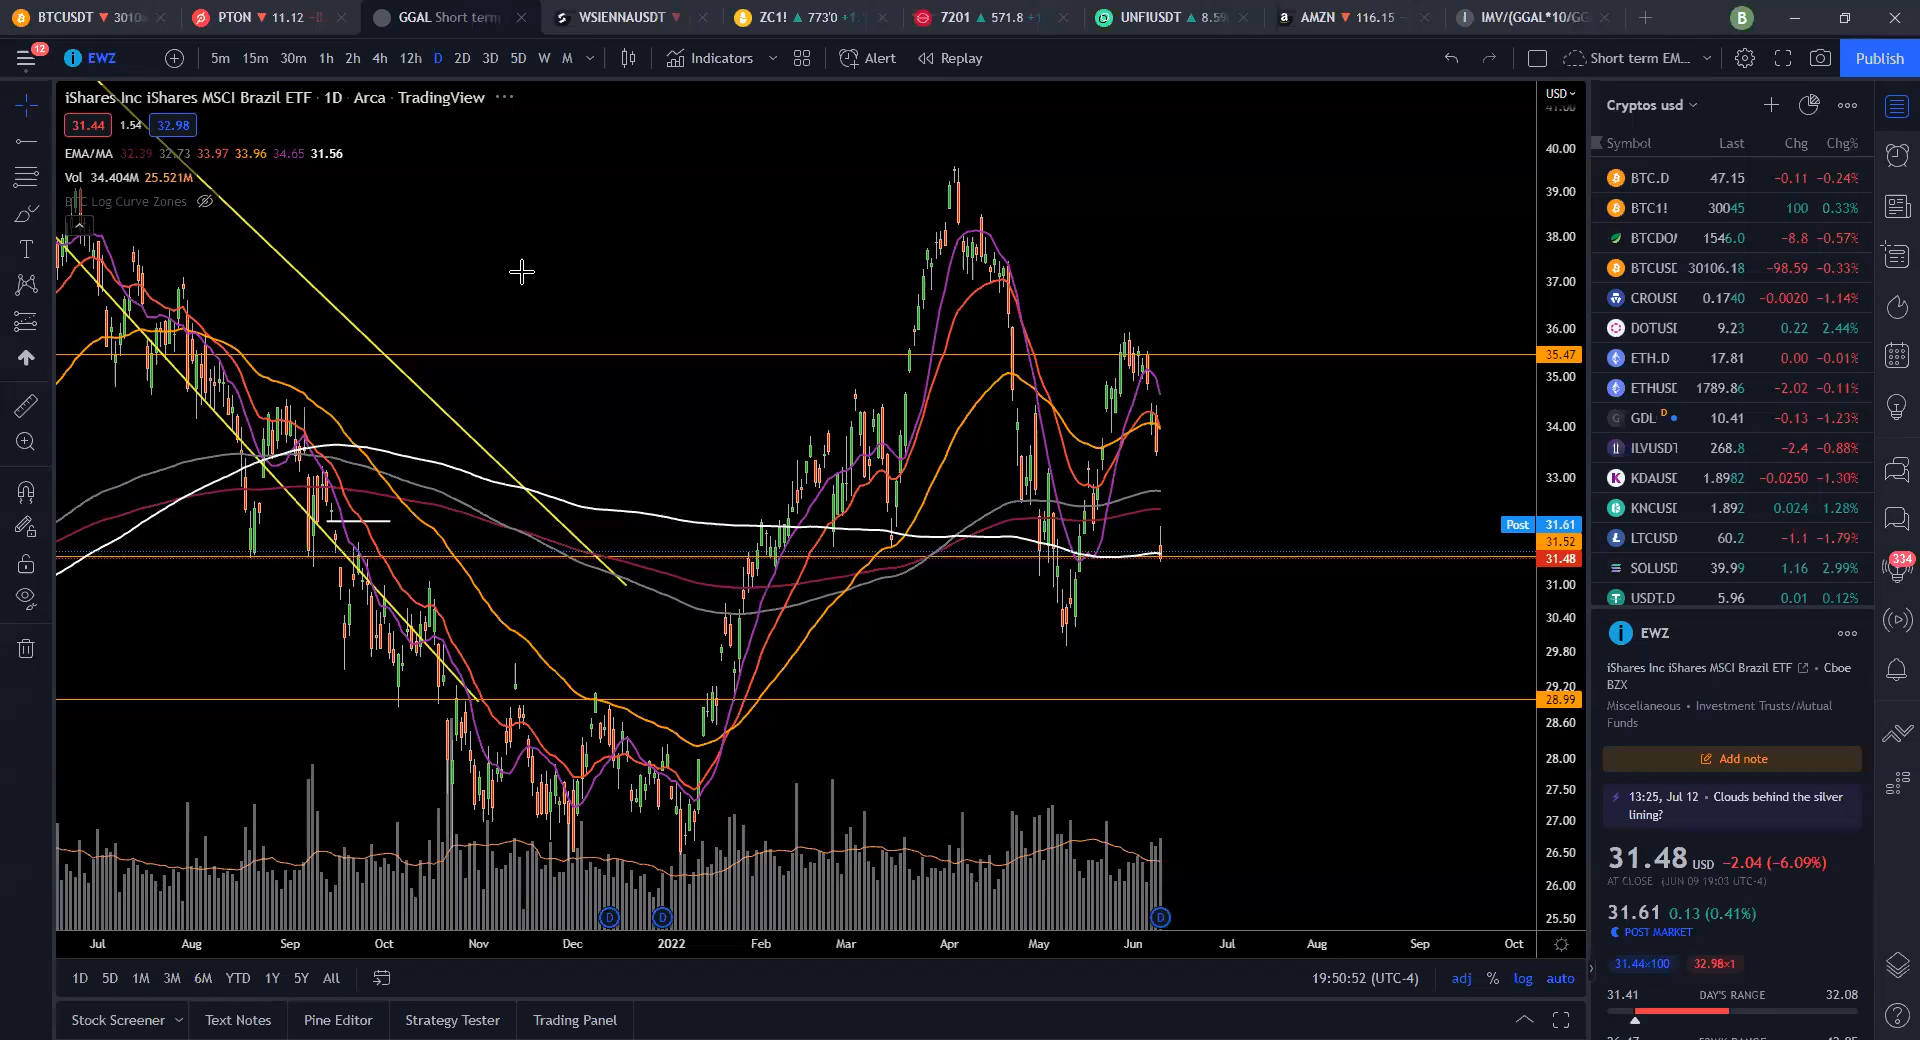 BTCUSDT ▼ 3010 PTON ▼ 11.12 GGAL Short term WSIENNAUSDT ▼ ZC1! ▲ 773'0 +1. 7201 ▲ 571.8 +1 UNFIUSDT ▲ 8.59 AMZN ▼ 116.15 IMV/(GGAL*10/GG B
12 EWZ 5m 15m 30m 1h 2h 4h 12h D 2D 3D 5D W M Indicators Alert Replay Short term EM... Publish
iShares Inc iShares MSCI Brazil ETF · 1D · Arca · TradingView ···
31.44 1.54 32.98
EMA/MA 32.39 32.73 33.97 33.96 34.65 31.56
Vol 34.404M 25.521M
BTC Log Curve Zones
USD
41.00
40.00
39.00
38.00
37.00
36.00
35.47
35.00
34.00
33.00
Post 31.61
31.52
31.48
31.00
30.40
29.80
29.20
28.99
28.60
28.00
27.50
27.00
26.50
26.00
25.50
D D D
Jul Aug Sep Oct Nov Dec 2022 Feb Mar Apr May Jun Jul Aug Sep Oct
1D 5D 1M 3M 6M YTD 1Y 5Y All 19:50:52 (UTC-4) adj % log auto
Stock Screener Text Notes Pine Editor Strategy Tester Trading Panel
Cryptos usd
Symbol Last Chg Chg%
BTC.D 47.15 −0.11 −0.24%
BTC1! 30045 100 0.33%
BTCDOM 1546.0 −8.8 −0.57%
BTCUSD 30106.18 −98.59 −0.33%
CROUSD 0.1740 −0.0020 −1.14%
DOTUSD 9.23 0.22 2.44%
ETH.D 17.81 0.00 −0.01%
ETHUSD 1789.86 −2.02 −0.11%
GDL D 10.41 −0.13 −1.23%
ILVUSDT 268.8 −2.4 −0.88%
KDAUSD 1.8982 −0.0250 −1.30%
KNCUSD 1.892 0.024 1.28%
LTCUSD 60.2 −1.1 −1.79%
SOLUSD 39.99 1.16 2.99%
USDT.D 5.96 0.01 0.12%
334
EWZ
iShares Inc iShares MSCI Brazil ETF • Cboe
BZX
Miscellaneous • Investment Trusts/Mutual
Funds
Add note
13:25, Jul 12 • Clouds behind the silver
lining?
31.48 USD −2.04 (−6.09%)
AT CLOSE (JUN 09 19:03 UTC-4)
31.61 0.13 (0.41%)
POST MARKET
31.44×100 32.98×1
31.41 DAY'S RANGE 32.08